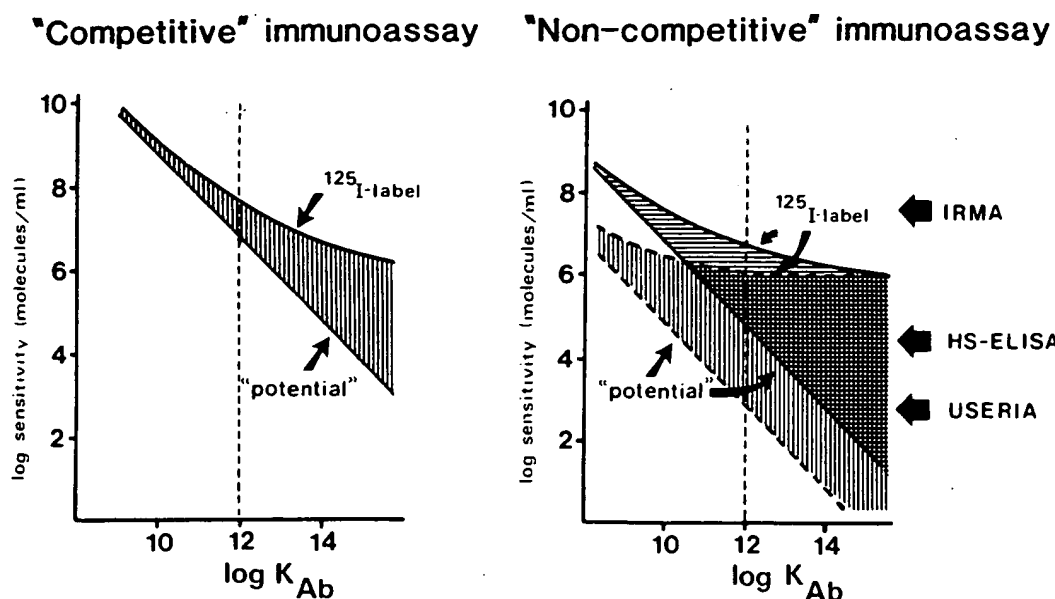 "Competitive" immunoassay
10
8
6
4
2
log sensitivity (molecules/ml)
125I-label
"potential"
10 12 14
log KAb
"Non-competitive" immunoassay
10
8
6
4
2
log sensitivity (molecules/ml)
125I-label
"potential"
10 12 14
log KAb
IRMA
HS-ELISA
USERIA